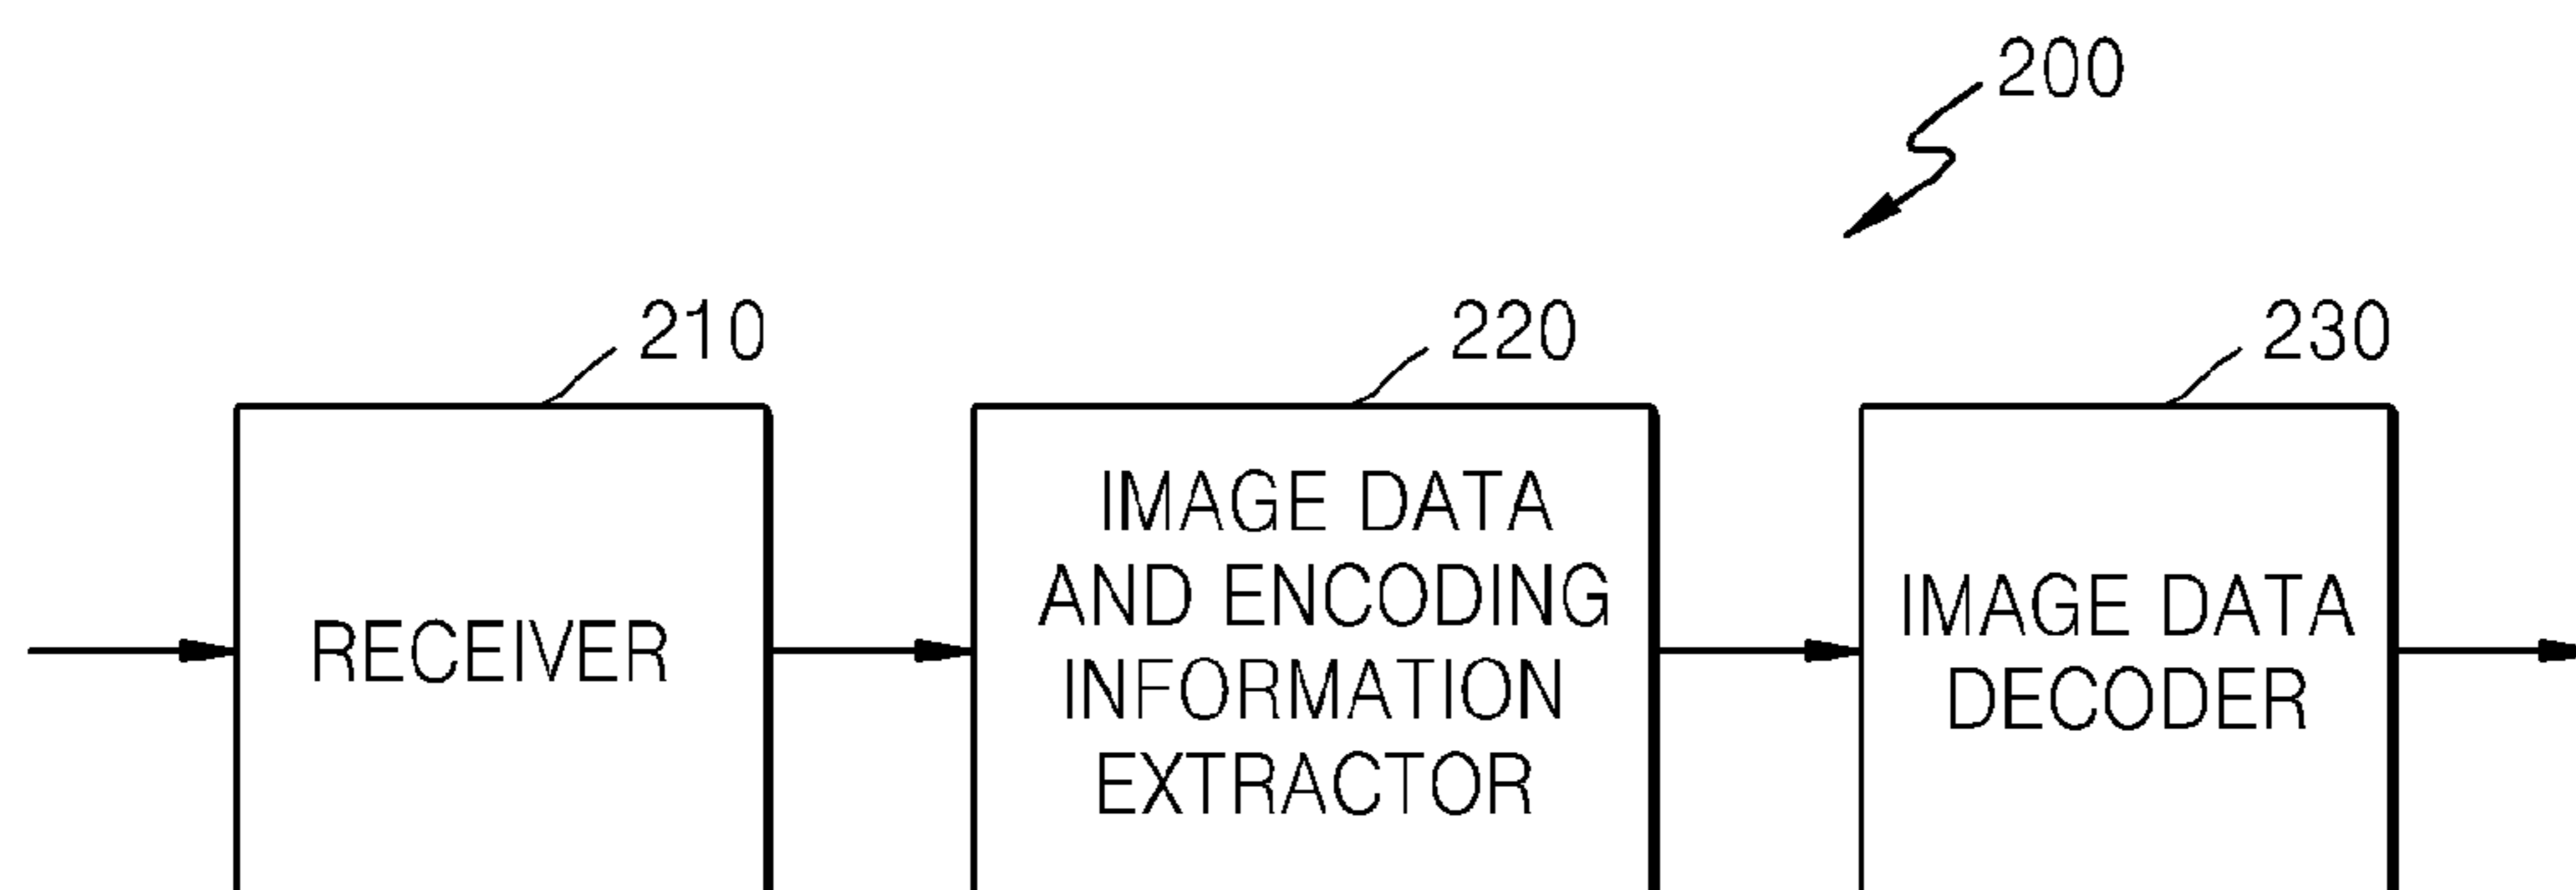 200
210
220
230
RECEIVER
IMAGE DATA
AND ENCODING
INFORMATION
EXTRACTOR
IMAGE DATA
DECODER